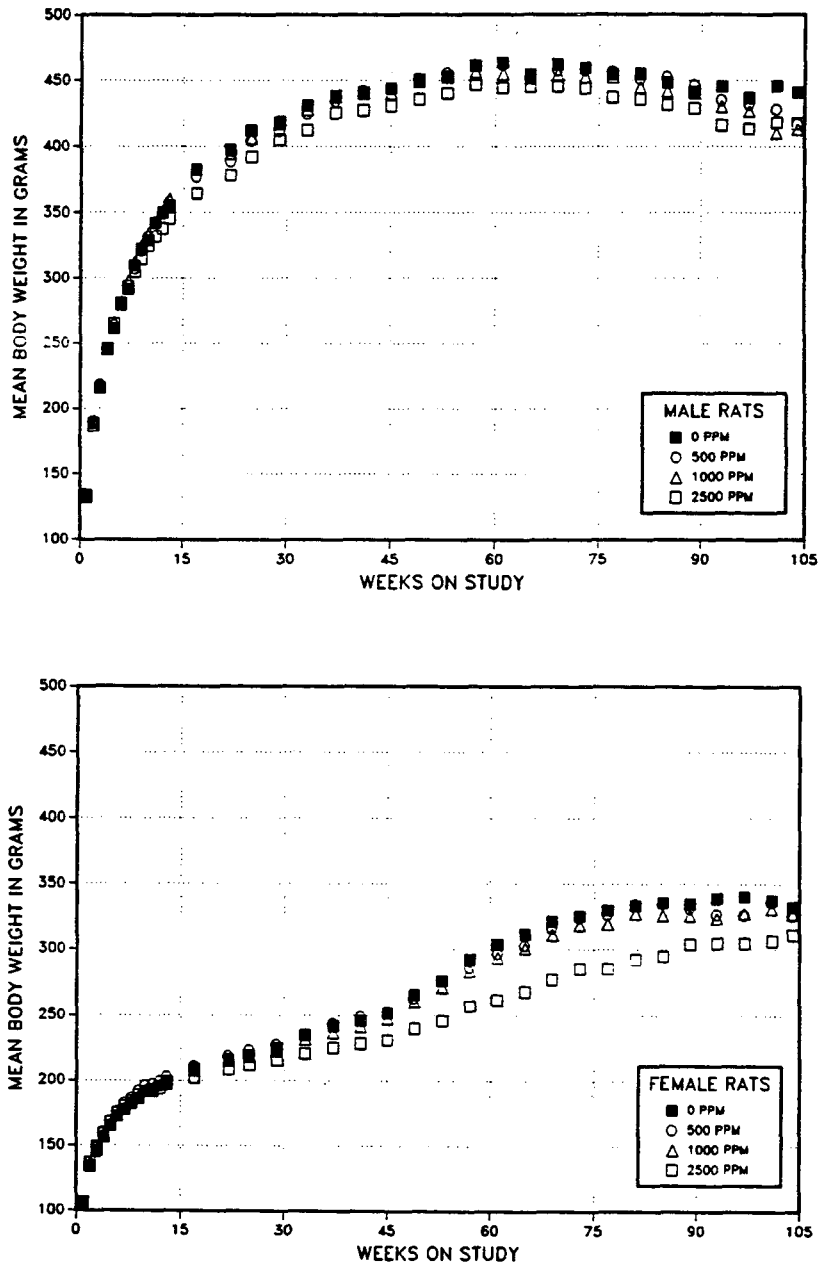 500
450
400
350
300
250
200
150
100
MEAN BODY WEIGHT IN GRAMS
0 15 30 45 60 75 90 105
WEEKS ON STUDY
MALE RATS
0 PPM
500 PPM
1000 PPM
2500 PPM
500
450
400
350
300
250
200
150
100
MEAN BODY WEIGHT IN GRAMS
0 15 30 45 60 75 90 105
WEEKS ON STUDY
FEMALE RATS
0 PPM
500 PPM
1000 PPM
2500 PPM